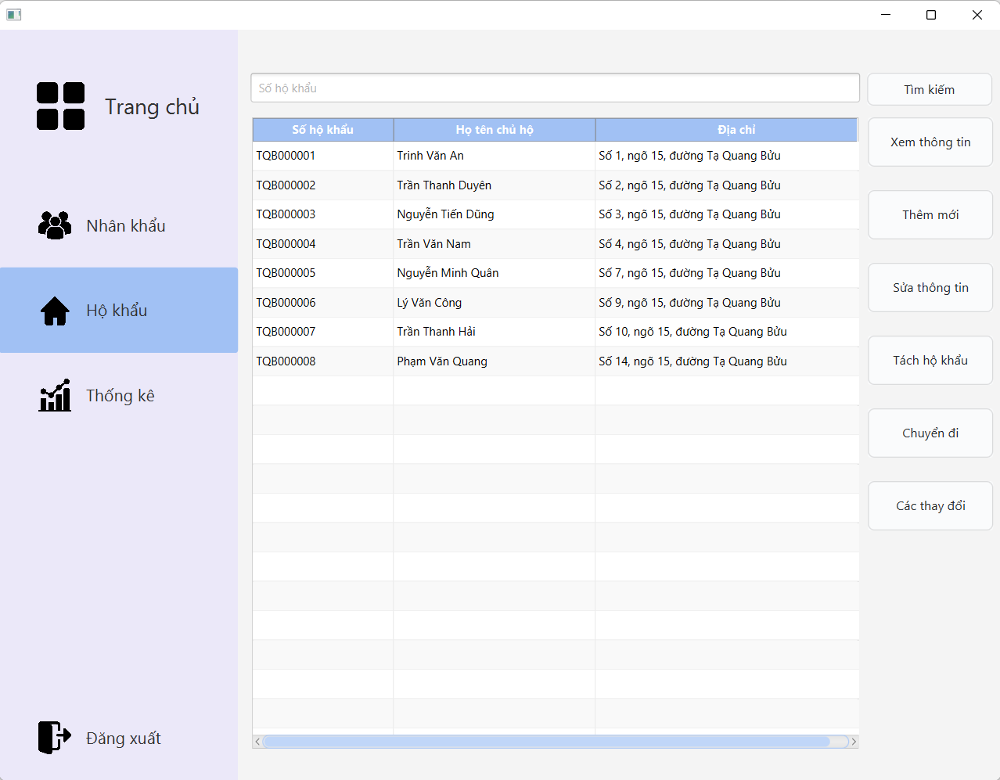 Trang chủ
Nhân khẩu
Hộ khẩu
Thống kê
Đăng xuất
Số hộ khẩu
Tìm kiếm
Số hộ khẩu Họ tên chủ hộ Địa chỉ
TQB000001 Trinh Văn An Số 1, ngõ 15, đường Tạ Quang Bửu
TQB000002 Trần Thanh Duyên Số 2, ngõ 15, đường Tạ Quang Bửu
TQB000003 Nguyễn Tiến Dũng Số 3, ngõ 15, đường Tạ Quang Bửu
TQB000004 Trần Văn Nam Số 4, ngõ 15, đường Tạ Quang Bửu
TQB000005 Nguyễn Minh Quân Số 7, ngõ 15, đường Tạ Quang Bửu
TQB000006 Lý Văn Công Số 9, ngõ 15, đường Tạ Quang Bửu
TQB000007 Trần Thanh Hải Số 10, ngõ 15, đường Tạ Quang Bửu
TQB000008 Phạm Văn Quang Số 14, ngõ 15, đường Tạ Quang Bửu
Xem thông tin
Thêm mới
Sửa thông tin
Tách hộ khẩu
Chuyển đi
Các thay đổi